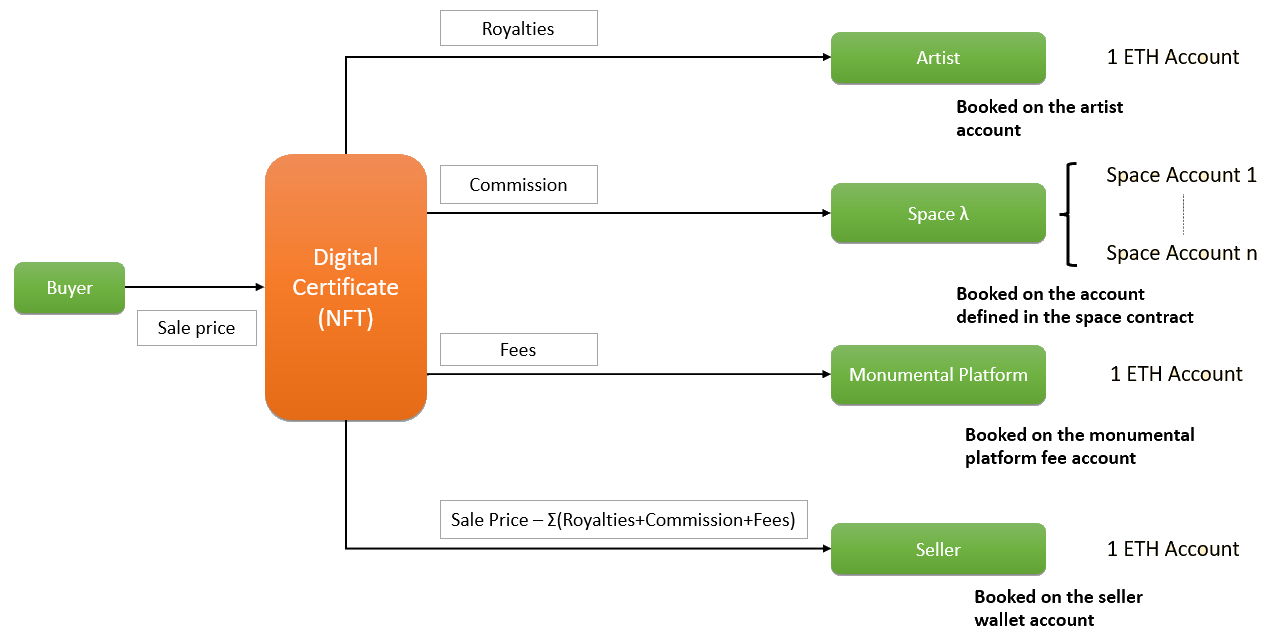 Royalties
Artist
1 ETH Account
Booked on the artist
account
Commission
Space λ
Space Account 1
Space Account n
Booked on the account
defined in the space contract
Digital
Certificate
(NFT)
Buyer
Sale price
Fees
Monumental Platform
1 ETH Account
Booked on the monumental
platform fee account
Sale Price – Σ(Royalties+Commission+Fees)
Seller
1 ETH Account
Booked on the seller
wallet account